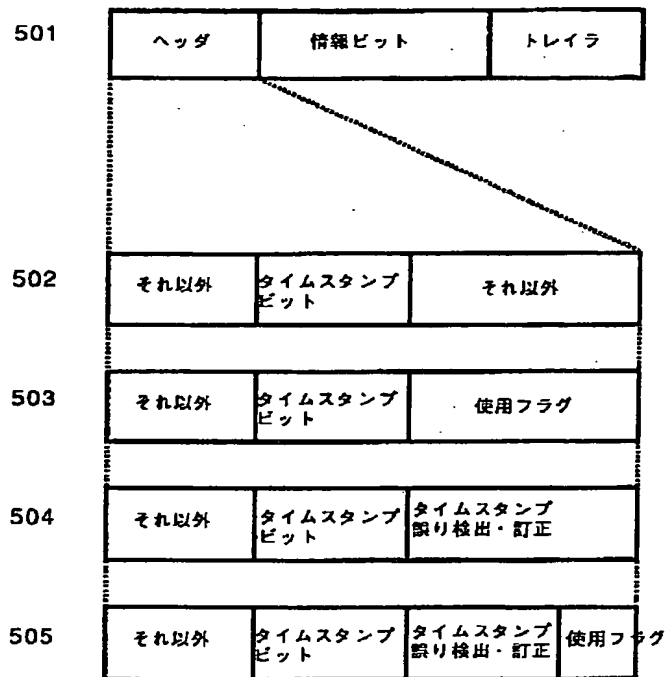 501 ヘッダ 情報ビット トレイラ
502 それ以外 タイムスタンプ
ビット それ以外
503 それ以外 タイムスタンプ
ビット 使用フラグ
504 それ以外 タイムスタンプ
ビット タイムスタンプ
誤り検出・訂正
505 それ以外 タイムスタンプ
ビット タイムスタンプ
誤り検出・訂正 使用フラグ